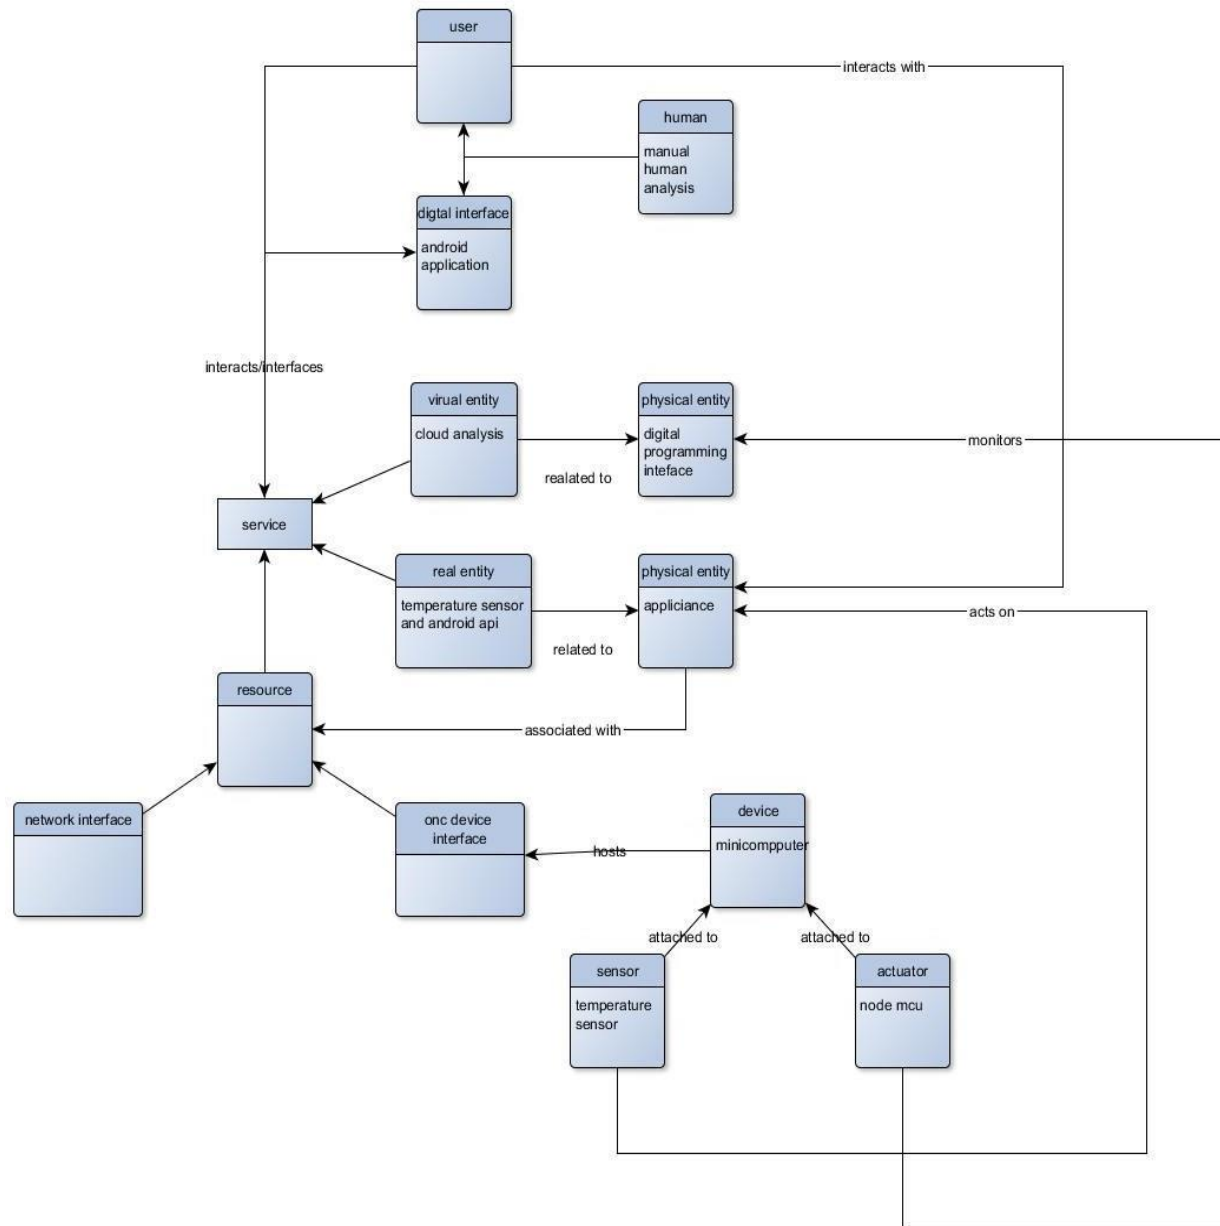 user
interacts with
human
manual
human
analysis
digtal interface
android
application
interacts/interfaces
virual entity
cloud analysis
physical entity
digital
programming
inteface
monitors
realated to
service
real entity
temperature sensor
and android api
physical entity
appliciance
acts on
related to
resource
associated with
network interface
onc device
interface
hosts
device
minicompputer
attached to
attached to
sensor
temperature
sensor
actuator
node mcu